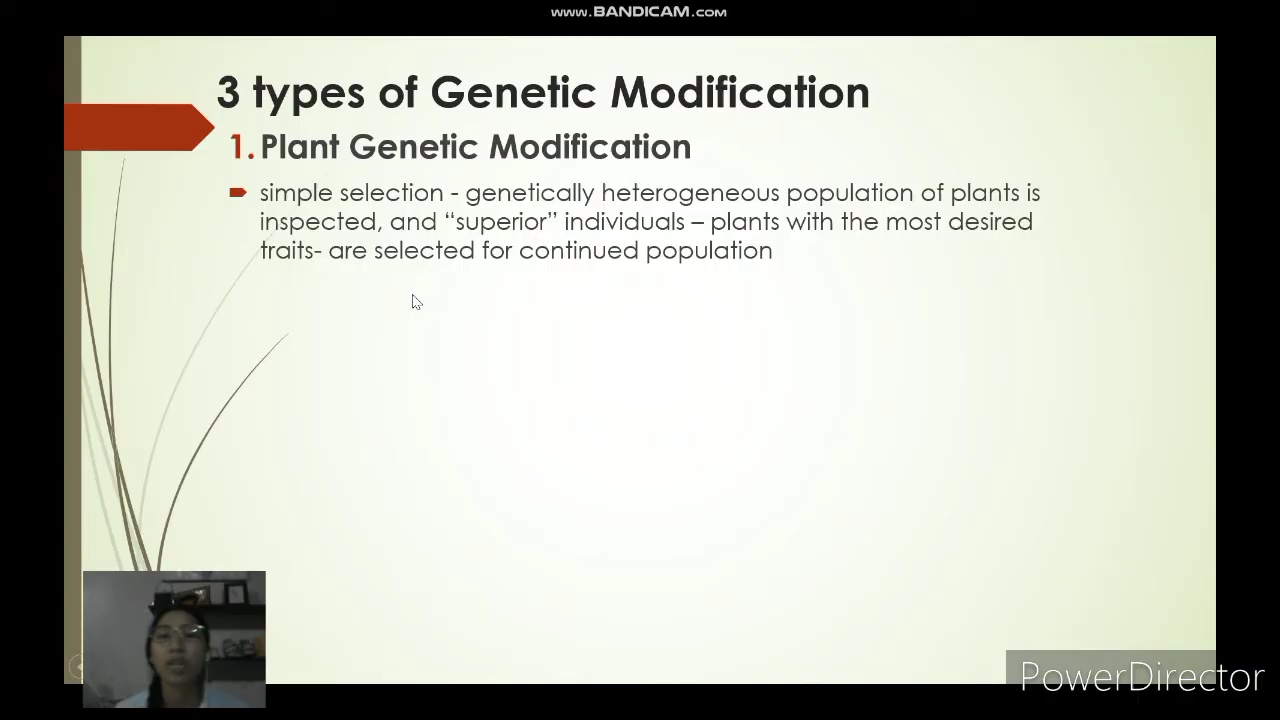 www.BANDICAM.com
3 types of Genetic Modification
1. Plant Genetic Modification
simple selection - genetically heterogeneous population of plants is
inspected, and “superior” individuals – plants with the most desired
traits- are selected for continued population
PowerDirector